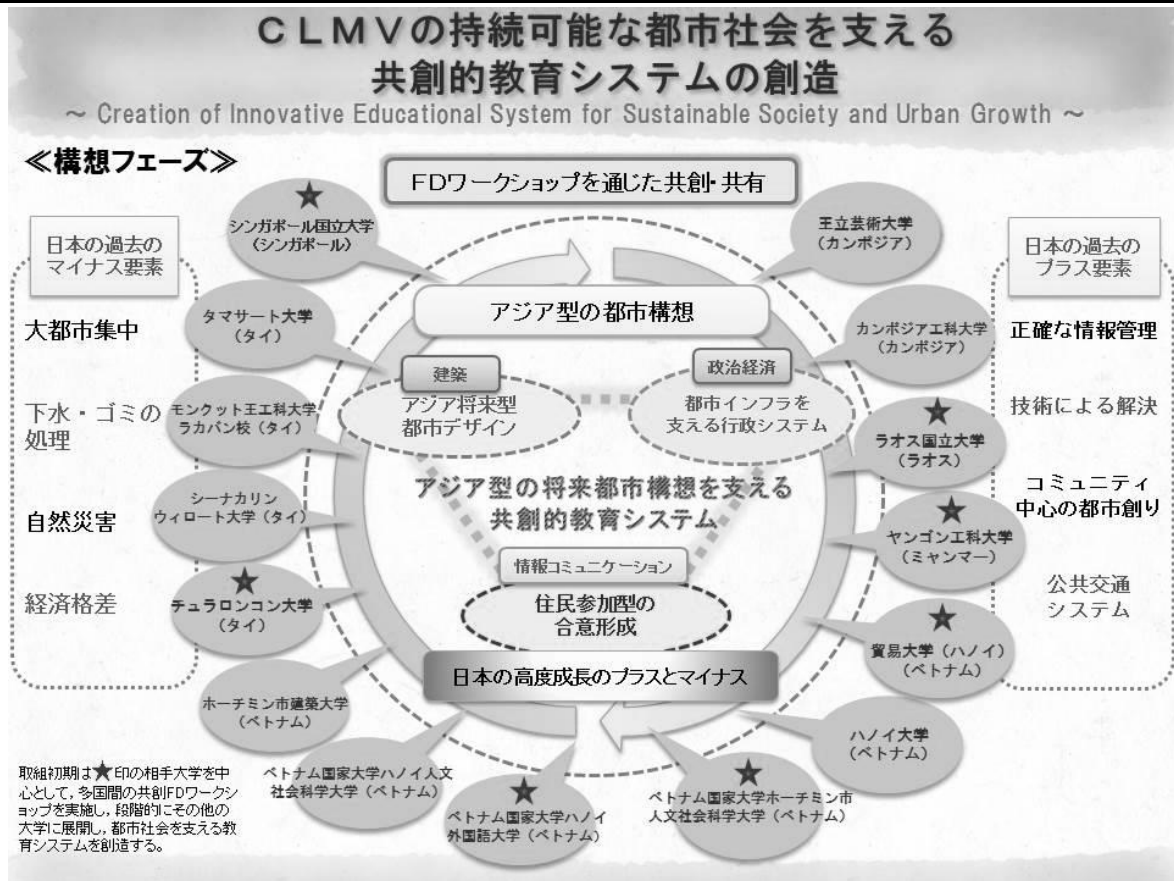 ＣＬＭＶの持続可能な都市社会を支える
共創的教育システムの創造
～ Creation of Innovative Educational System for Sustainable Society and Urban Growth ～
≪構想フェーズ≫
FDワークショップを通じた共創・共有
日本の過去の
マイナス要素
大都市集中
下水・ゴミの
処理
自然災害
経済格差
★
シンガポール国立大学
（シンガポール）
タマサート大学
（タイ）
モンクット王工科大学
ラカバン校（タイ）
シーナカリン
ウィロート大学（タイ）
★
チュラロンコン大学
（タイ）
ホーチミン市建築大学
（ベトナム）
ベトナム国家大学ハノイ人文
社会科学大学（ベトナム）
★
ベトナム国家大学ハノイ
外国語大学（ベトナム）
★
ベトナム国家大学ホーチミン市
人文社会科学大学（ベトナム）
ハノイ大学
（ベトナム）
★
貿易大学（ハノイ）
（ベトナム）
★
ヤンゴン工科大学
（ミャンマー）
★
ラオス国立大学
（ラオス）
カンボジア工科大学
（カンボジア）
王立芸術大学
（カンボジア）
アジア型の都市構想
建築
アジア将来型
都市デザイン
政治経済
都市インフラを
支える行政システム
アジア型の将来都市構想を支える
共創的教育システム
情報コミュニケーション
住民参加型の
合意形成
日本の高度成長のプラスとマイナス
日本の過去の
プラス要素
正確な情報管理
技術による解決
コミュニティ
中心の都市創り
公共交通
システム
取組初期は★印の相手大学を中
心として，多国間の共創FDワークシ
ョップを実施し，段階的にその他の
大学に展開し，都市社会を支える教
育システムを創造する。